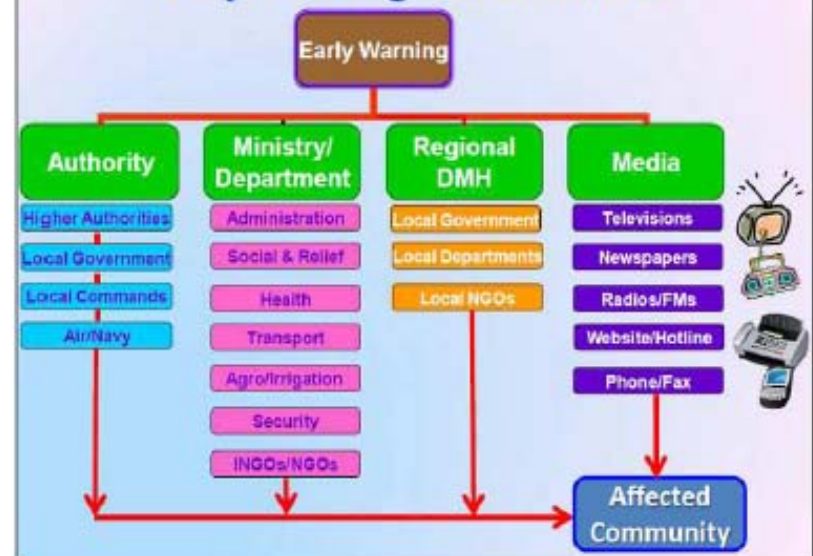 Early Warning
Authority
Higher Authorities
Local Government
Local Commands
Air/Navy
Ministry/
Department
Administration
Social & Relief
Health
Transport
Agro/Irrigation
Security
INGOs/NGOs
Regional
DMH
Local Government
Local Departments
Local NGOs
Media
Televisions
Newspapers
Radios/FMs
Website/Hotline
Phone/Fax
Affected
Community